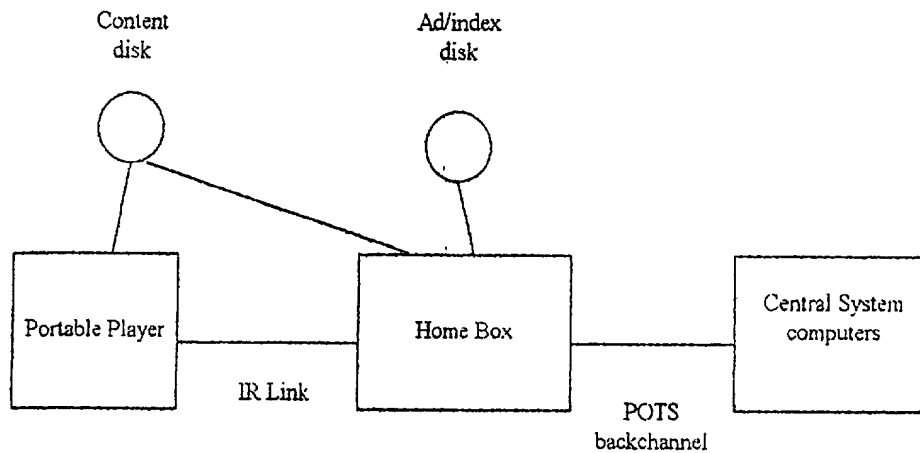 Content
disk
Ad/index
disk
Portable Player
Home Box
Central System
computers
IR Link
POTS
backchannel